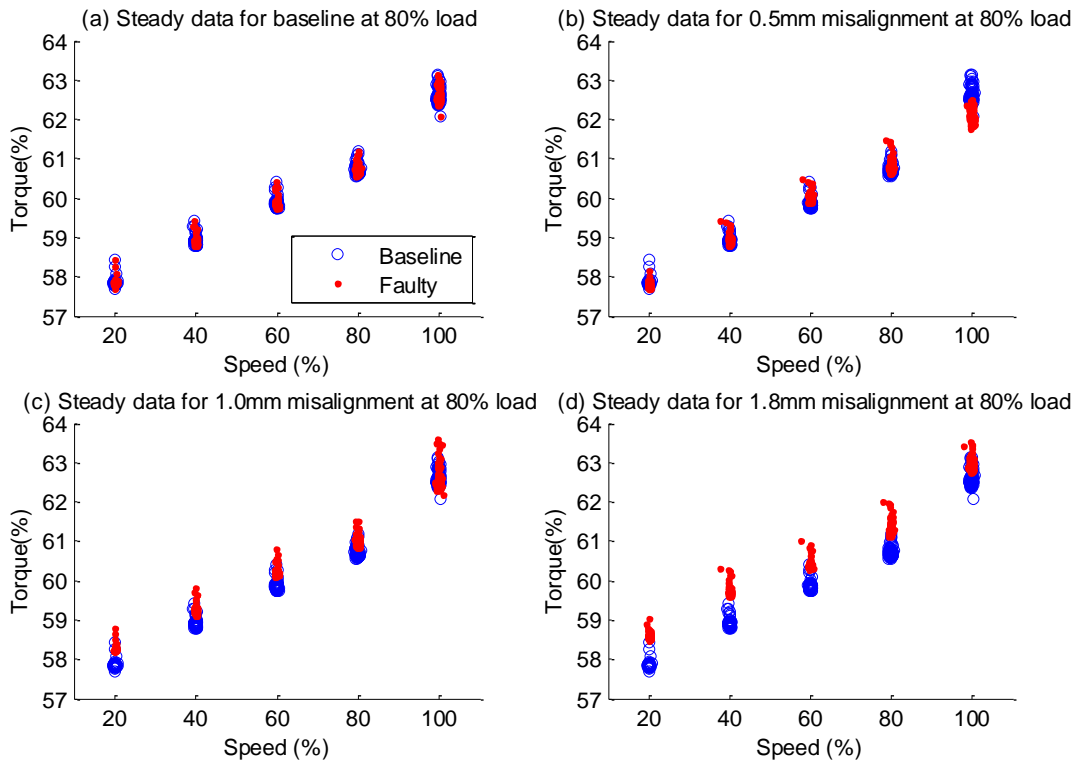 (a) Steady data for baseline at 80% load
64
63
62
61
60
59
58
57
Torque(%)
20 40 60 80 100
Speed (%)
Baseline
Faulty
(b) Steady data for 0.5mm misalignment at 80% load
64
63
62
61
60
59
58
57
Torque(%)
20 40 60 80 100
Speed (%)
(c) Steady data for 1.0mm misalignment at 80% load
64
63
62
61
60
59
58
57
Torque(%)
20 40 60 80 100
Speed (%)
(d) Steady data for 1.8mm misalignment at 80% load
64
63
62
61
60
59
58
57
Torque(%)
20 40 60 80 100
Speed (%)